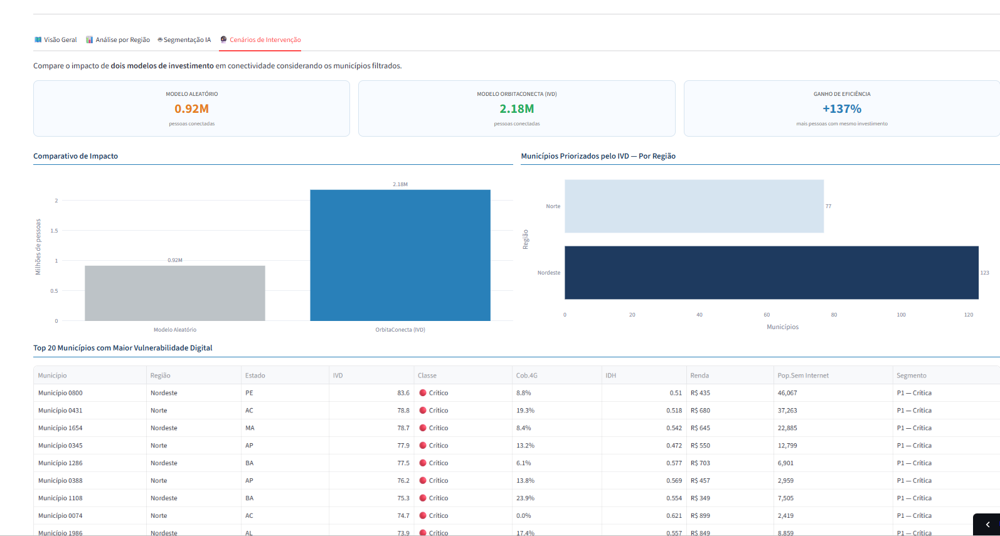 Visão Geral Análise por Região Segmentação IA Cenários de Intervenção
Compare o impacto de dois modelos de investimento em conectividade considerando os municípios filtrados.
MODELO ALEATÓRIO
0.92M
pessoas conectadas
MODELO ORBITACONECTA (IVD)
2.18M
pessoas conectadas
GANHO DE EFICIÊNCIA
+137%
mais pessoas com mesmo investimento
Comparativo de Impacto
Milhões de pessoas
2
1.5
1
0.5
0
0.92M
2.18M
Modelo Aleatório
OrbitaConecta (IVD)
Municípios Priorizados pelo IVD — Por Região
Região
Norte
77
Nordeste
123
0 20 40 60 80 100 120
Municípios
Top 20 Municípios com Maior Vulnerabilidade Digital
Município Região Estado IVD Classe Cob.4G IDH Renda Pop.Sem Internet Segmento
Município 0800 Nordeste PE 83.6 Crítico 8.8% 0.51 R$ 435 46,067 P1 — Crítica
Município 0431 Norte AC 78.8 Crítico 19.3% 0.518 R$ 680 37,263 P1 — Crítica
Município 1654 Nordeste MA 78.7 Crítico 8.4% 0.542 R$ 645 22,885 P1 — Crítica
Município 0345 Norte AP 77.9 Crítico 13.2% 0.472 R$ 550 12,799 P1 — Crítica
Município 1286 Nordeste BA 77.5 Crítico 6.1% 0.577 R$ 703 6,901 P1 — Crítica
Município 0388 Norte AP 76.2 Crítico 13.8% 0.569 R$ 457 2,959 P1 — Crítica
Município 1108 Nordeste BA 75.3 Crítico 23.9% 0.554 R$ 349 7,505 P1 — Crítica
Município 0074 Norte AC 74.7 Crítico 0.0% 0.621 R$ 899 2,419 P1 — Crítica
Município 1986 Nordeste AL 73.9 Crítico 17.4% 0.557 R$ 849 8,859 P1 — Crítica